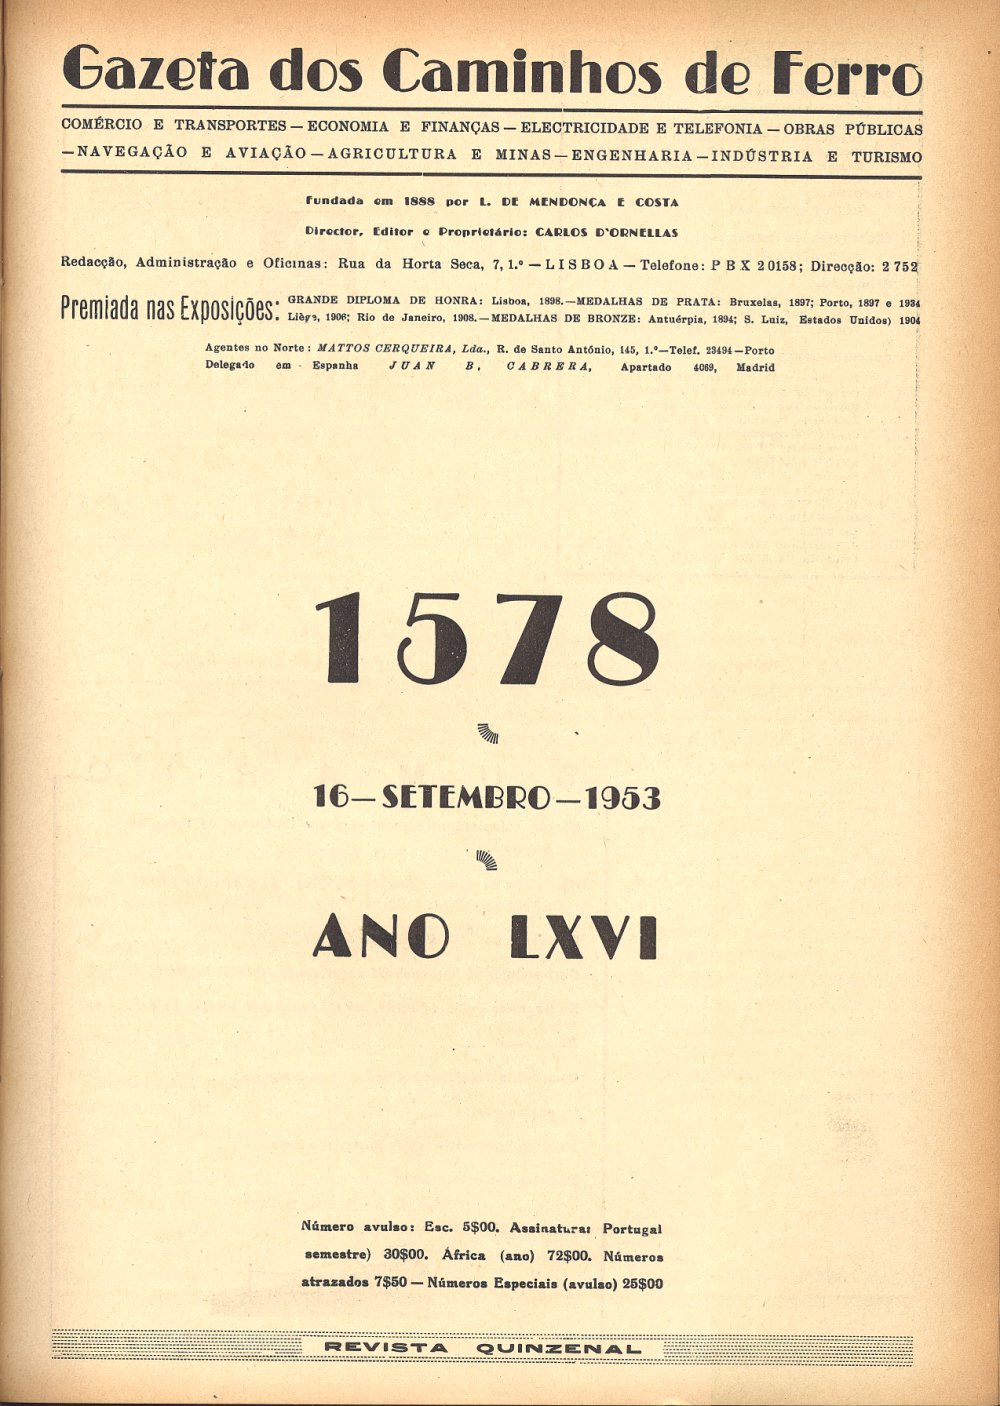 Gazeta dos Caminhos de Ferro
COMÉRCIO E TRANSPORTES — ECONOMIA E FINANÇAS — ELECTRICIDADE E TELEFONIA — OBRAS PÚBLICAS
— NAVEGAÇÃO E AVIAÇÃO — AGRICULTURA E MINAS — ENGENHARIA — INDÚSTRIA E TURISMO
Fundada em 1888 por L. DE MENDONÇA E COSTA
Director, Editor e Proprietário: CARLOS D'ORNELLAS
Redacção, Administração e Oficinas: Rua da Horta Seca, 7, 1.º — LISBOA — Telefone: PBX 20158; Direcção: 2 752
Premiada nas Exposições:
GRANDE DIPLOMA DE HONRA: Lisboa, 1898. — MEDALHAS DE PRATA: Bruxelas, 1897; Porto, 1897 e 1934
Liège, 1906; Rio de Janeiro, 1908. — MEDALHAS DE BRONZE: Antuérpia, 1894; S. Luiz, Estados Unidos) 1904
Agentes no Norte: MATTOS CERQUEIRA, Lda., R. de Santo António, 145, 1.º — Telef. 23494 — Porto
Delegado em Espanha JUAN B. CABRERA, Apartado 4069, Madrid
1578
16 — SETEMBRO — 1953
ANO LXVI
Número avulso: Esc. 5$00. Assinatura: Portugal
semestre) 30$00. África (ano) 72$00. Números
atrazados 7$50 — Números Especiais (avulso) 25$00
REVISTA QUINZENAL